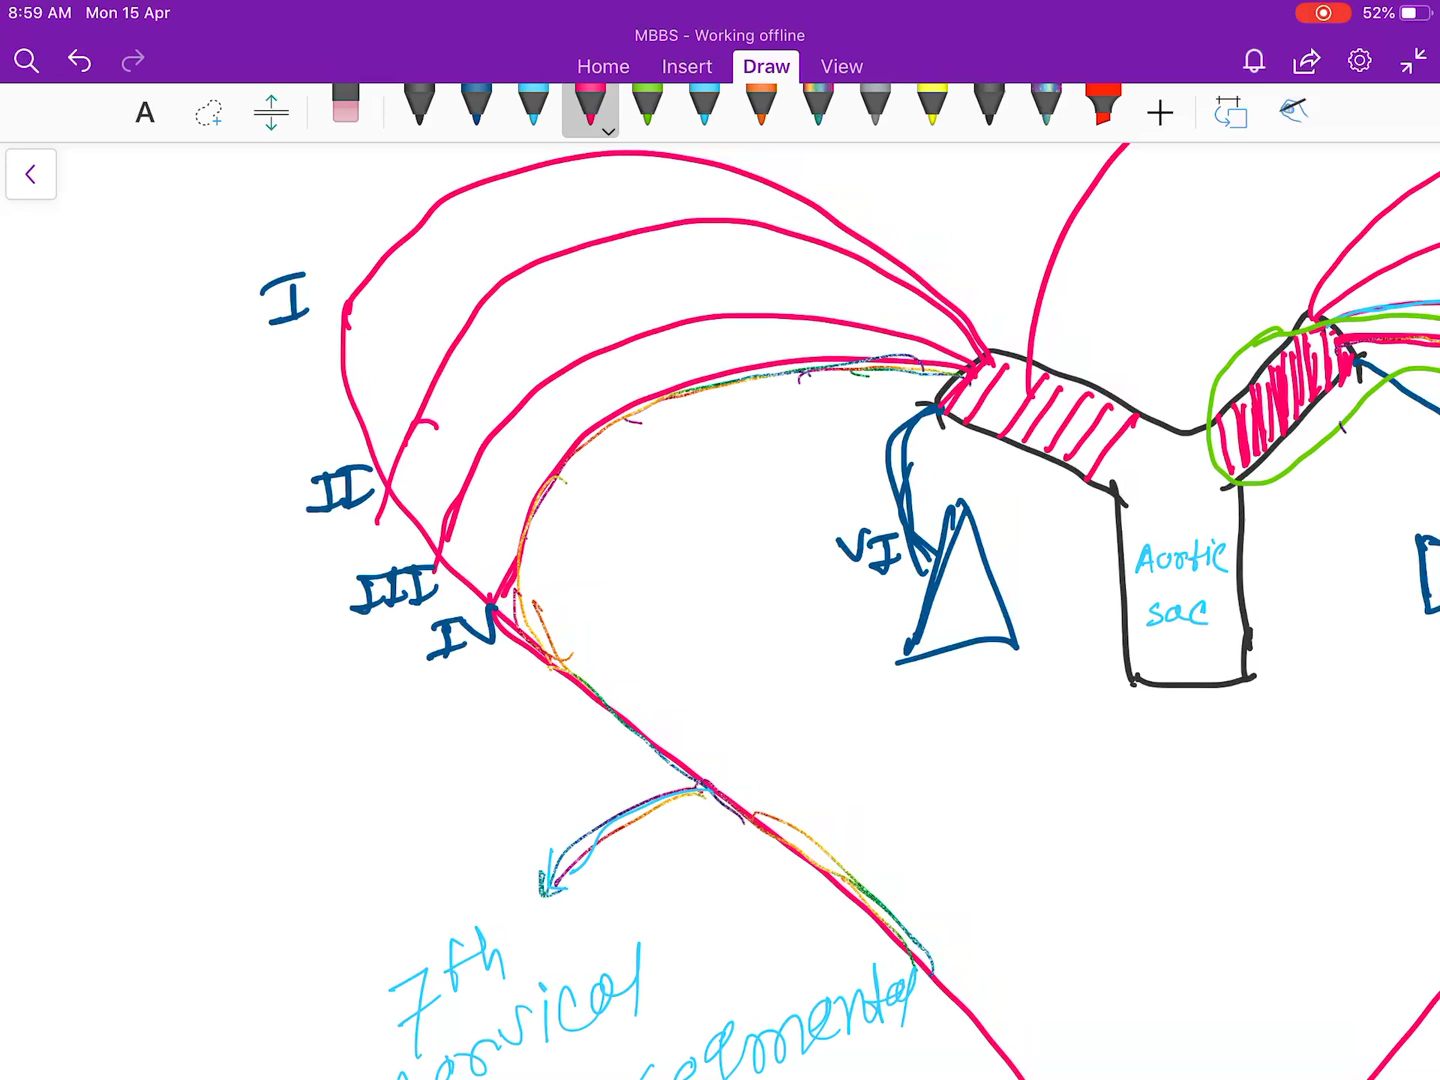 8:59 AM Mon 15 Apr
52%
MBBS - Working offline
Home Insert Draw View
A
I
II
III
IV
VI
Aortic
sac
7th